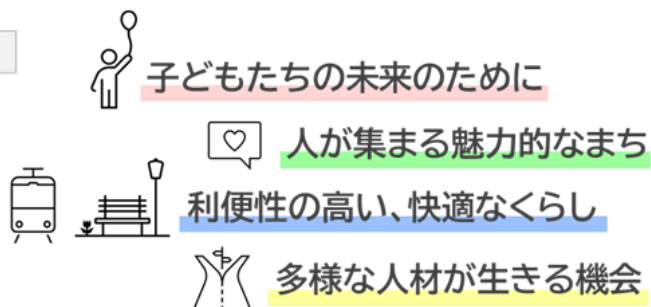 子どもたちの未来のために
人が集まる魅力的なまち
利便性の高い、快適なくらし
多様な人材が生きる機会